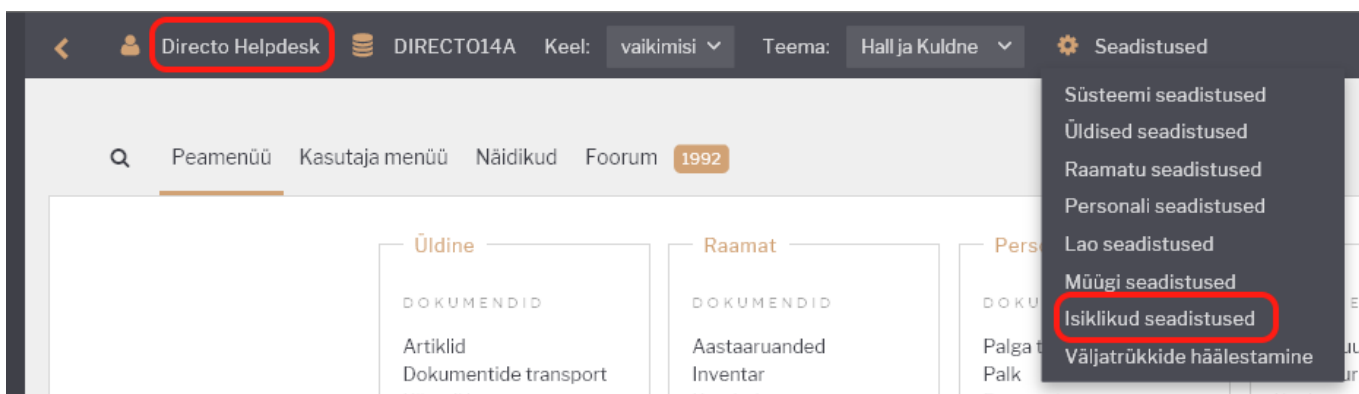 Directo Helpdesk DIRECTO14A Keel: vaikimisi Teema: Hall ja Kuldne Seadistused
Süsteemi seadistused
Üldised seadistused
Raamatu seadistused
Personali seadistused
Lao seadistused
Müügi seadistused
Isiklikud seadistused
Väljatrükkide häälestamine
Peamenüü Kasutaja menüü Näidikud Foorum 1992
Üldine
DOKUMENDID
Artiklid
Dokumentide transport
Raamat
DOKUMENDID
Aastaaruanded
Inventar
Pers
DOKU
Palga t
Palk